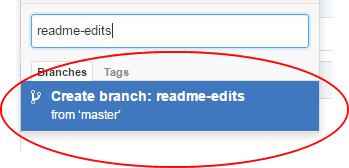 readme-edits
Branches Tags
Create branch: readme-edits
from 'master'